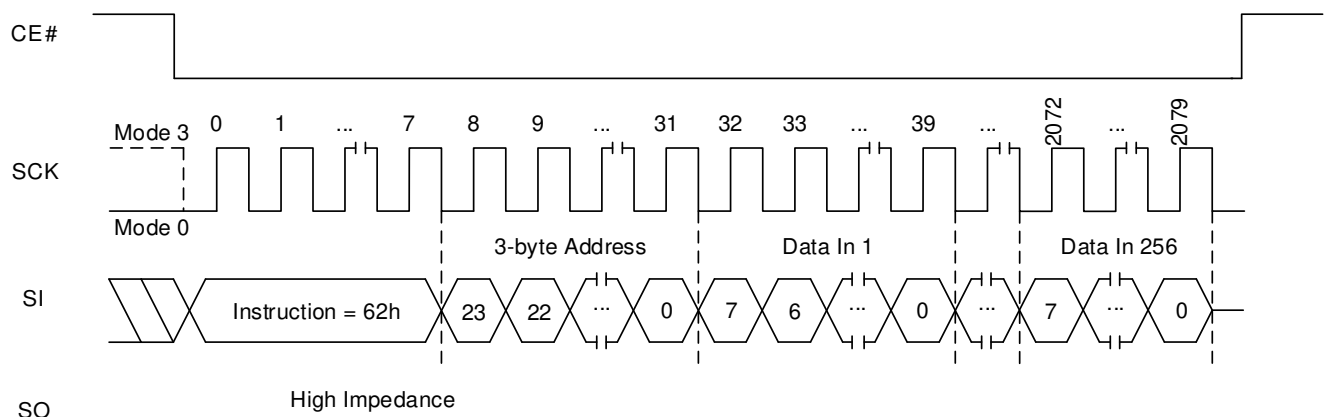 CE#
SCK
Mode 3
Mode 0
0 1 ... 7 8 9 ... 31 32 33 ... 39 ... 2072 ... 2079
3-byte Address Data In 1 Data In 256
SI
Instruction = 62h 23 22 ... 0 7 6 ... 0 ... 7 ... 0
High Impedance
SO